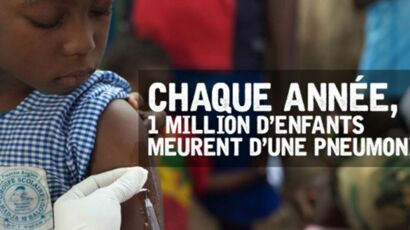 CHAQUE ANNÉE,
1 MILLION D'ENFANTS
MEURENT D'UNE PNEUMON